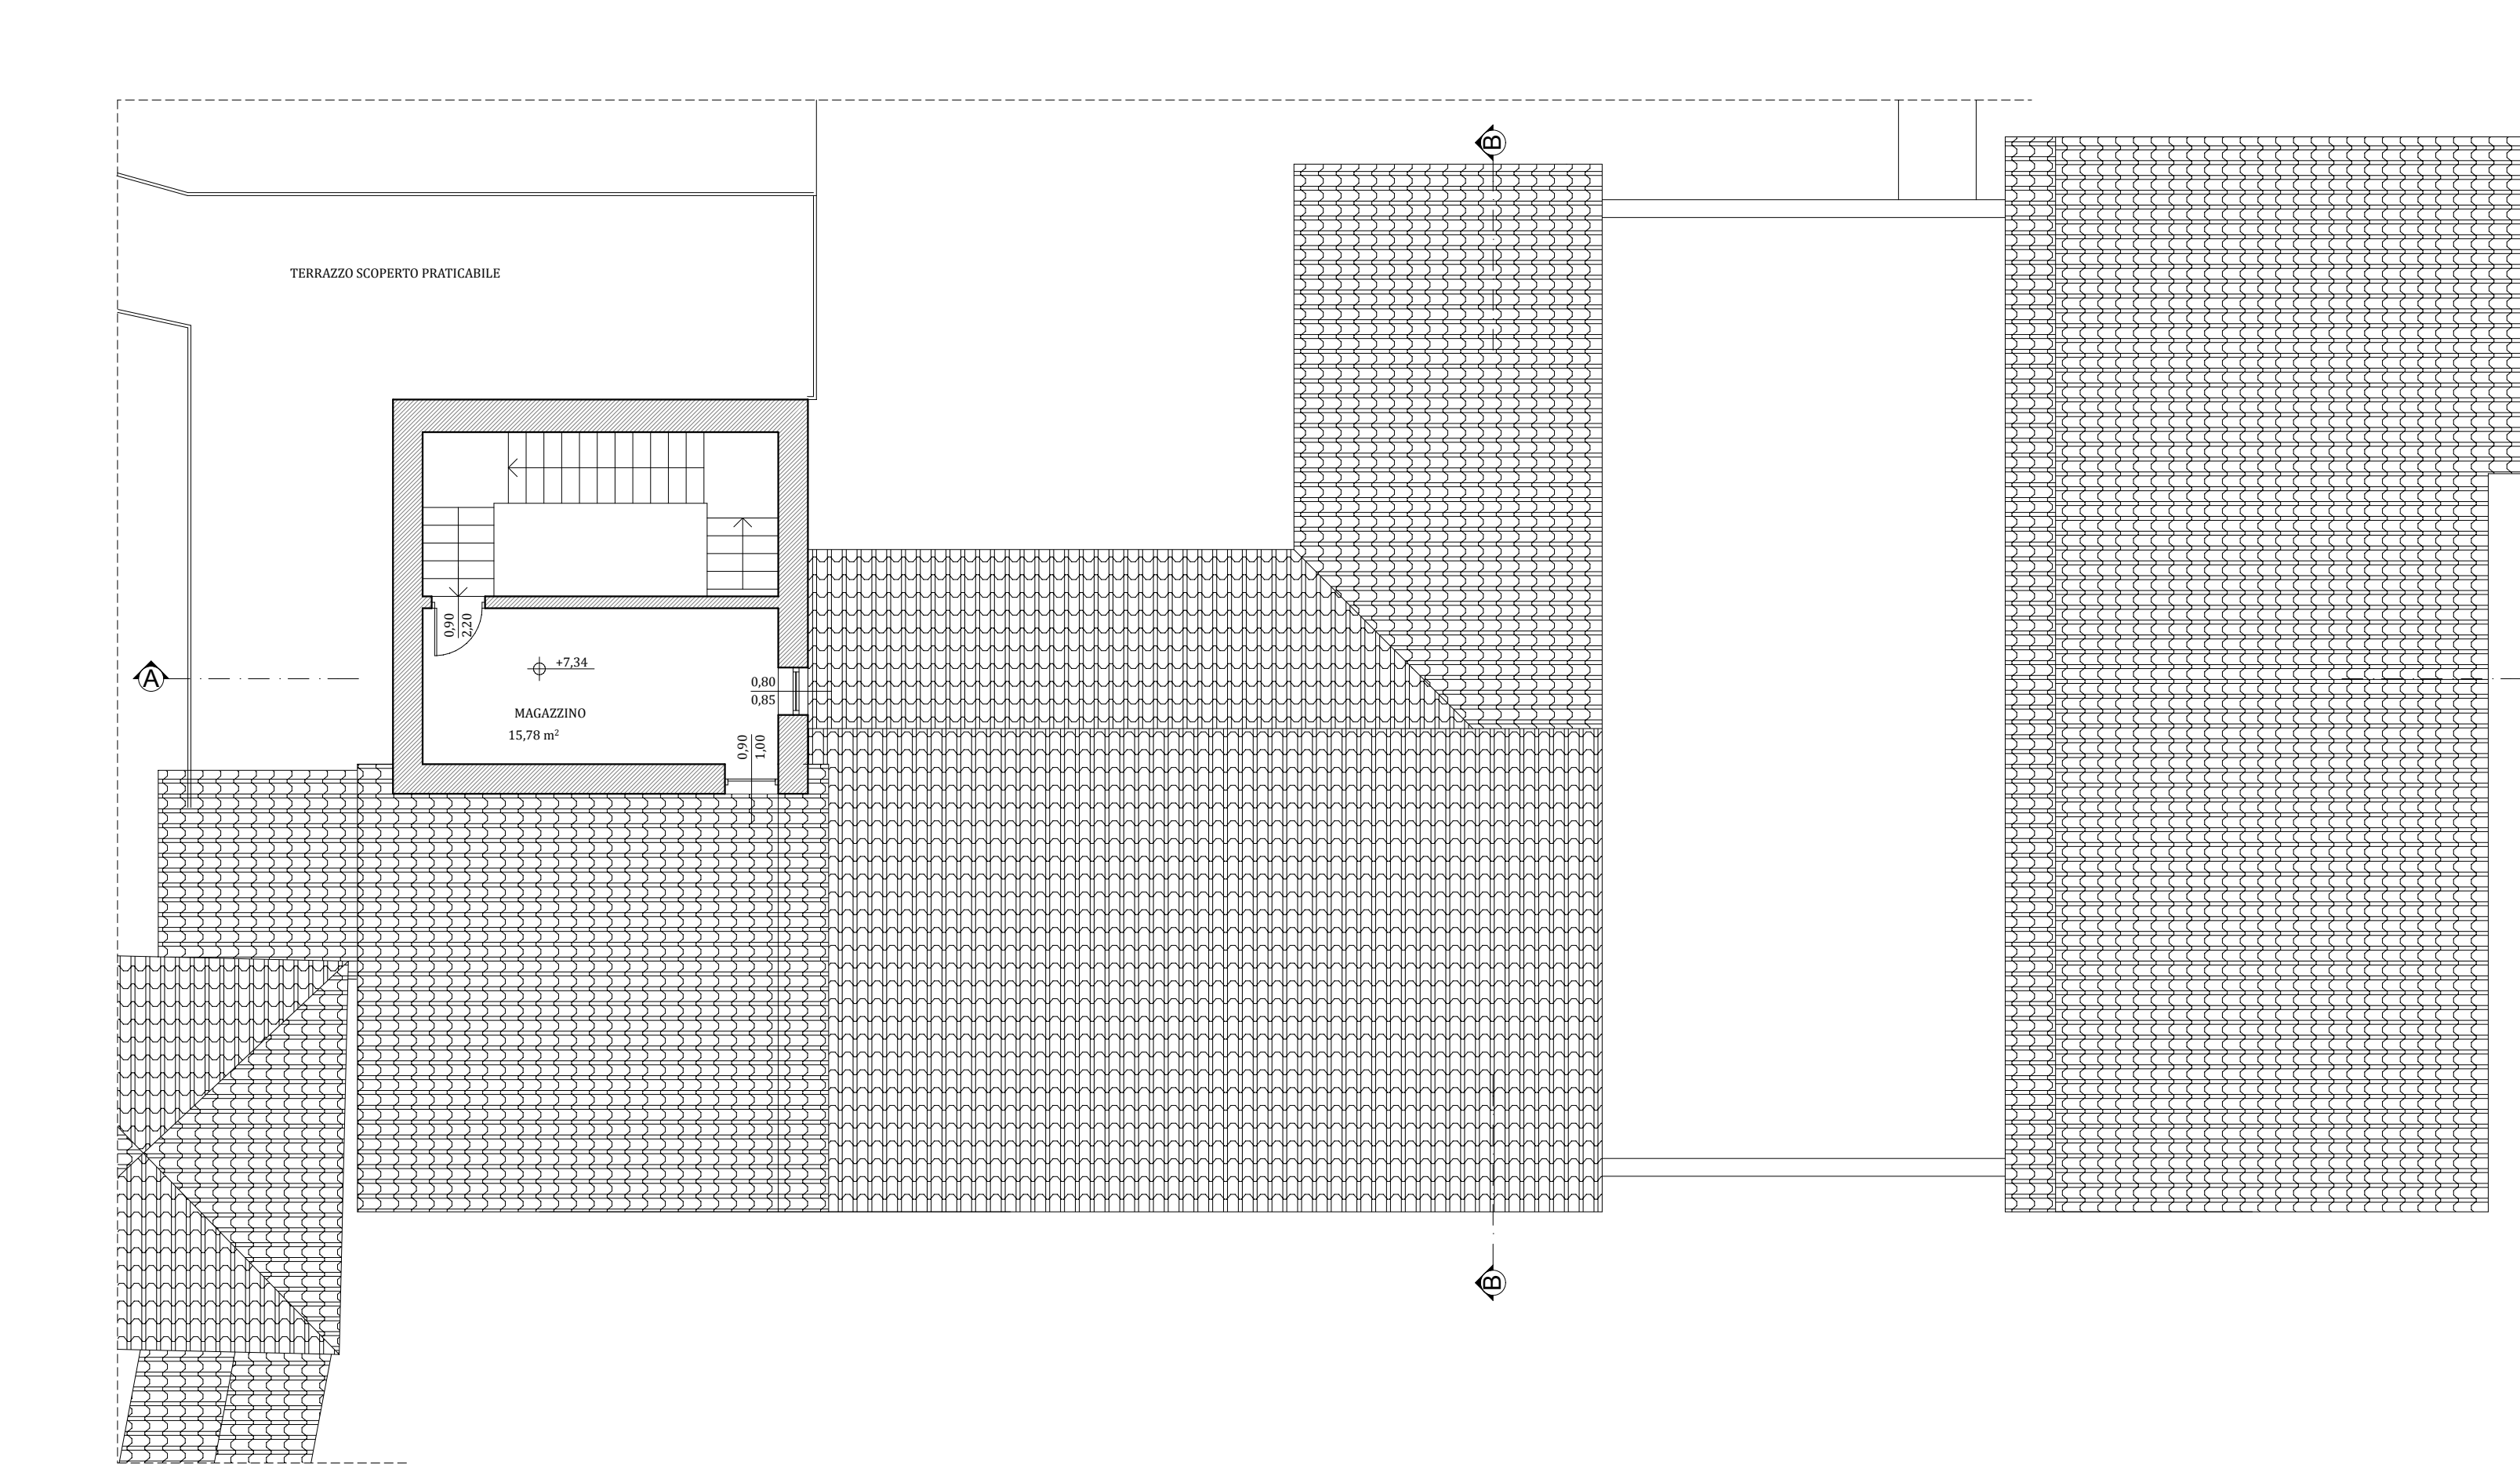 B
TERRAZZO SCOPERTO PRATICABILE
0,90
2,20
+7,34
A
0,80
0,85
MAGAZZINO
15,78 m²
0,90
1,00
B